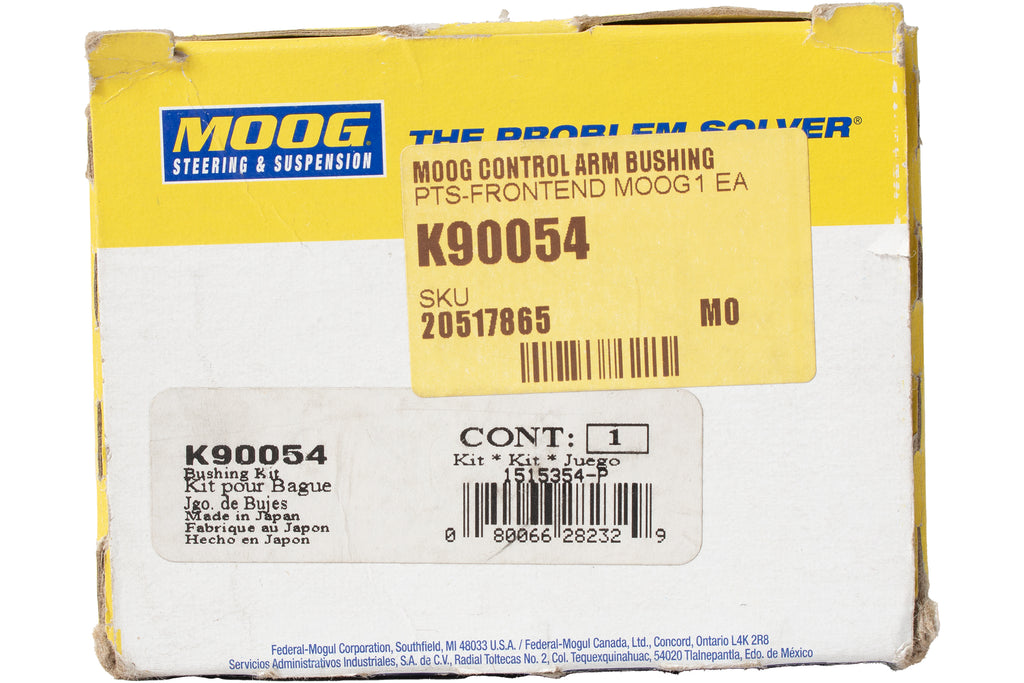 MOOG®
STEERING & SUSPENSION
THE PROBLEM SOLVER®
MOOG CONTROL ARM BUSHING
PTS-FRONTEND MOOG1 EA
K90054
SKU
20517865
MO
K90054
Bushing Kit
Kit pour Bague
Jgo. de Bujes
Made in Japan
Fabrique au Japon
Hecho en Japon
CONT: 1
Kit * Kit * Juego
1515354-P
0 80066 28232 9
Federal-Mogul Corporation, Southfield, MI 48033 U.S.A. / Federal-Mogul Canada, Ltd., Concord, Ontario L4K 2R8
Servicios Administrativos Industriales, S.A. de C.V., Radial Toltecas No. 2, Col. Tequexquinahuac, 54020 Tlalnepantla, Edo. de México